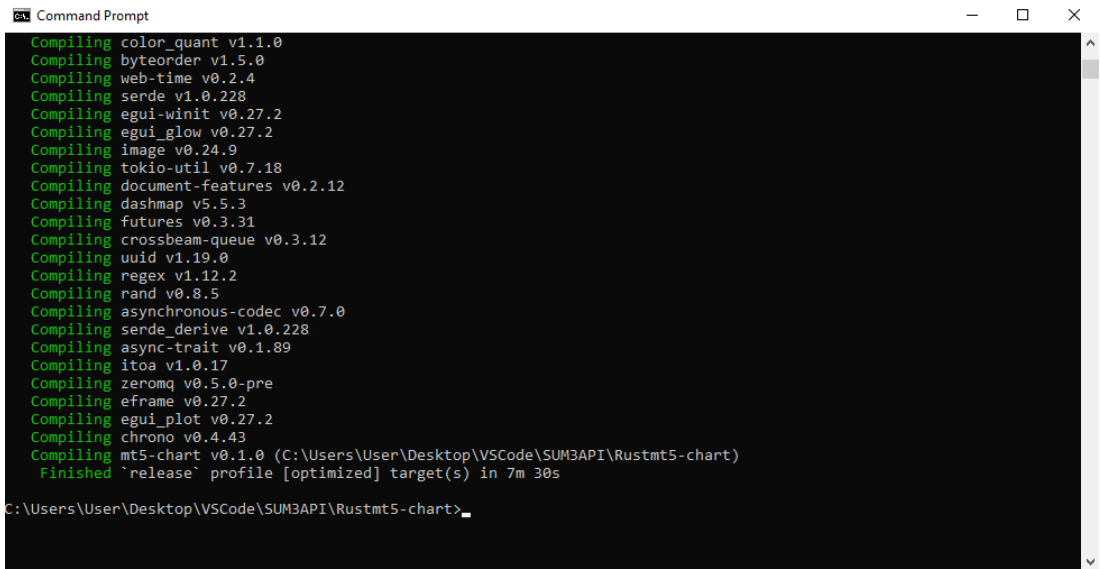 Command Prompt
Compiling color_quant v1.1.0
Compiling byteorder v1.5.0
Compiling web-time v0.2.4
Compiling serde v1.0.228
Compiling egui-winit v0.27.2
Compiling egui_glow v0.27.2
Compiling image v0.24.9
Compiling tokio-util v0.7.18
Compiling document-features v0.2.12
Compiling dashmap v5.5.3
Compiling futures v0.3.31
Compiling crossbeam-queue v0.3.12
Compiling uuid v1.19.0
Compiling regex v1.12.2
Compiling rand v0.8.5
Compiling asynchronous-codec v0.7.0
Compiling serde_derive v1.0.228
Compiling async-trait v0.1.89
Compiling itoa v1.0.17
Compiling zeromq v0.5.0-pre
Compiling eframe v0.27.2
Compiling egui_plot v0.27.2
Compiling chrono v0.4.43
Compiling mt5-chart v0.1.0 (C:\Users\User\Desktop\VSCode\SUM3API\Rustmt5-chart)
Finished `release` profile [optimized] target(s) in 7m 30s
C:\Users\User\Desktop\VSCode\SUM3API\Rustmt5-chart>